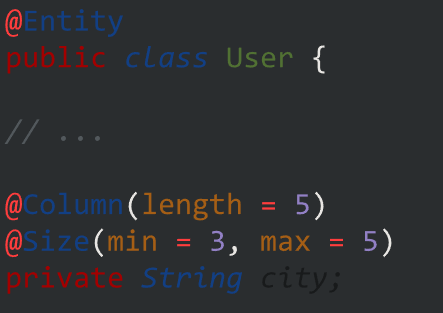 @Entity
public class User {
// ...
@Column(length = 5)
@Size(min = 3, max = 5)
private String city;